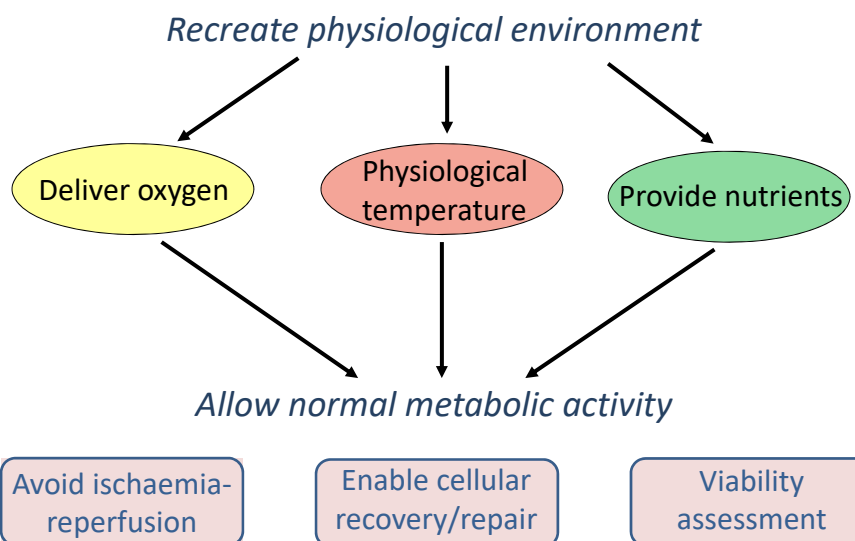 Recreate physiological environment
Deliver oxygen
Physiological
temperature
Provide nutrients
Allow normal metabolic activity
Avoid ischaemia-
reperfusion
Enable cellular
recovery/repair
Viability
assessment